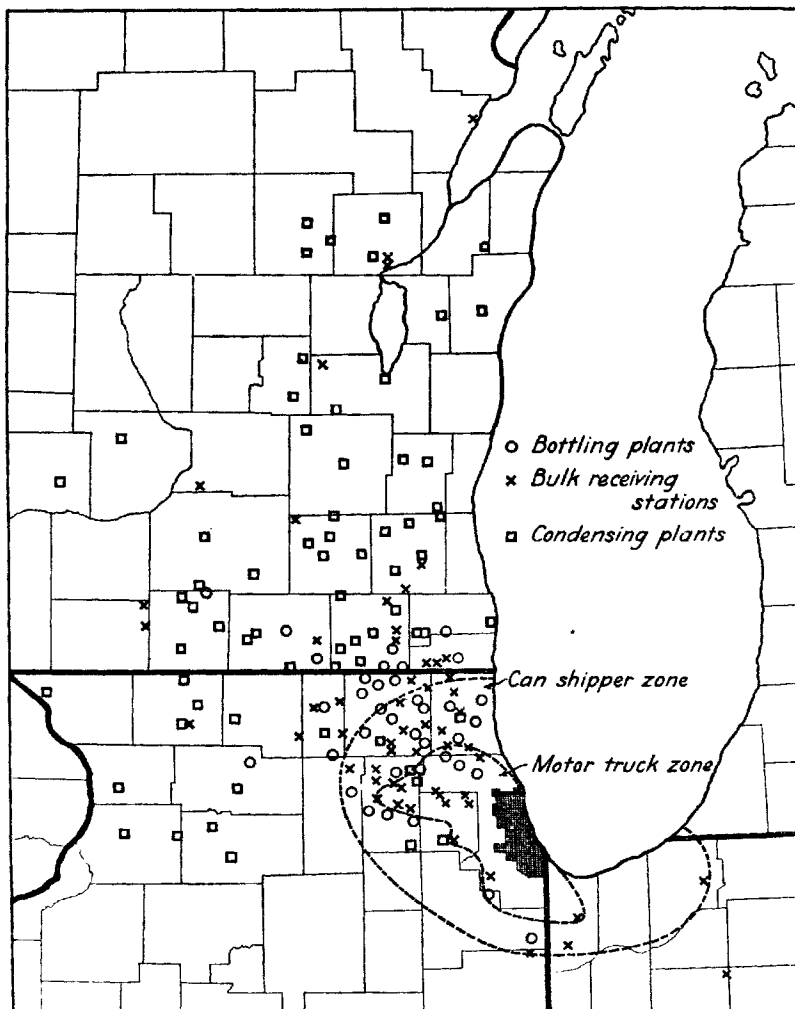 Bottling plants
Bulk receiving
stations
Condensing plants
Can shipper zone
Motor truck zone